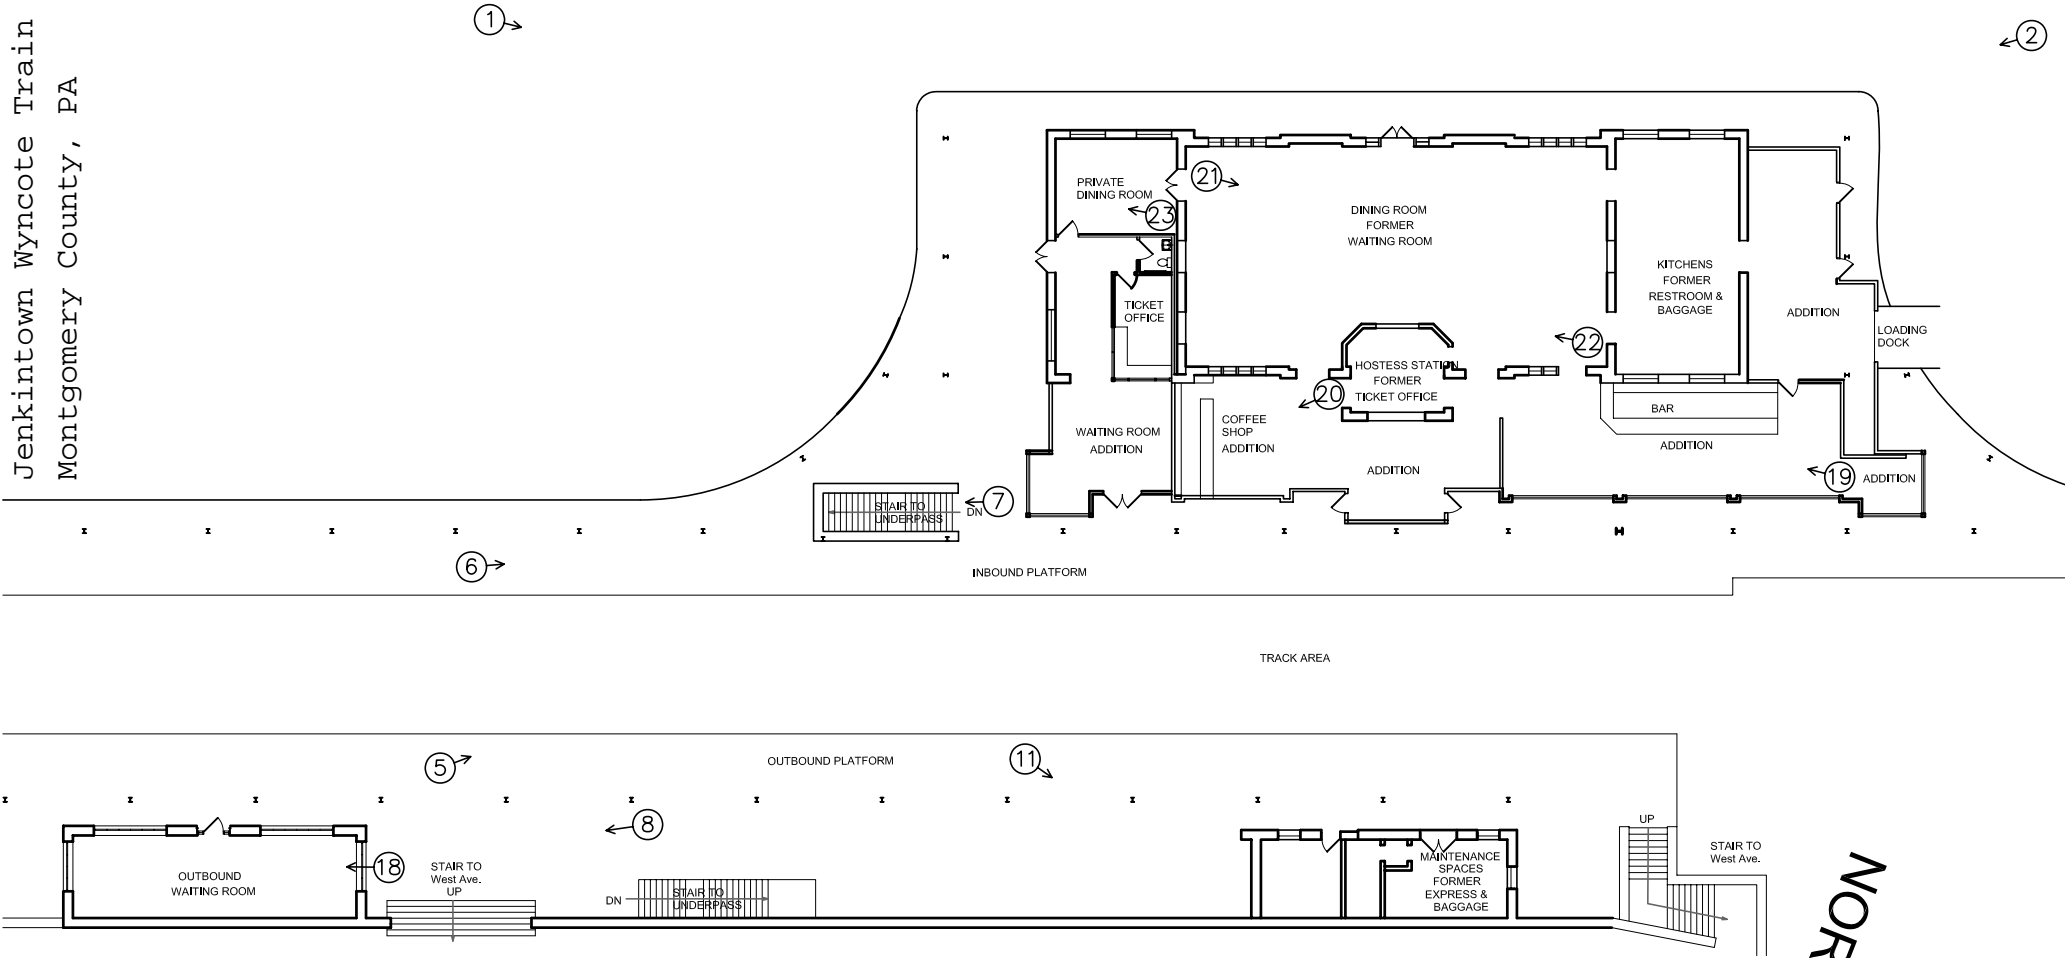 Jenkintown Wyncote Train
Montgomery County, PA
1
2
PRIVATE
DINING ROOM
23
21
DINING ROOM
FORMER
WAITING ROOM
KITCHENS
FORMER
RESTROOM &
BAGGAGE
ADDITION
LOADING
DOCK
TICKET
OFFICE
22
HOSTESS STATION
FORMER
TICKET OFFICE
20
COFFEE
SHOP
ADDITION
BAR
ADDITION
WAITING ROOM
ADDITION
ADDITION
19
ADDITION
7
STAIR TO
UNDERPASS
DN
6
INBOUND PLATFORM
TRACK AREA
5
OUTBOUND PLATFORM
11
8
18
OUTBOUND
WAITING ROOM
STAIR TO
West Ave.
UP
DN
STAIR TO
UNDERPASS
MAINTENANCE
SPACES
FORMER
EXPRESS &
BAGGAGE
UP
STAIR TO
West Ave.
NOR